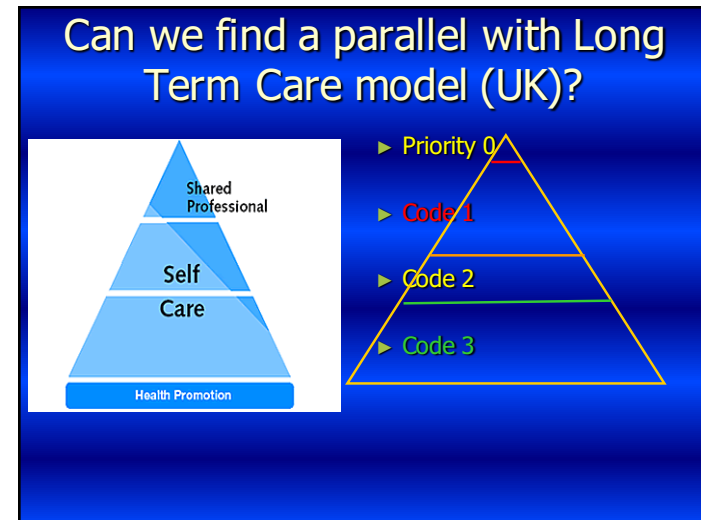 Can we find a parallel with Long
Term Care model (UK)?
Shared
Professional
Self
Care
Health Promotion
► Priority 0
► Code 1
► Code 2
► Code 3